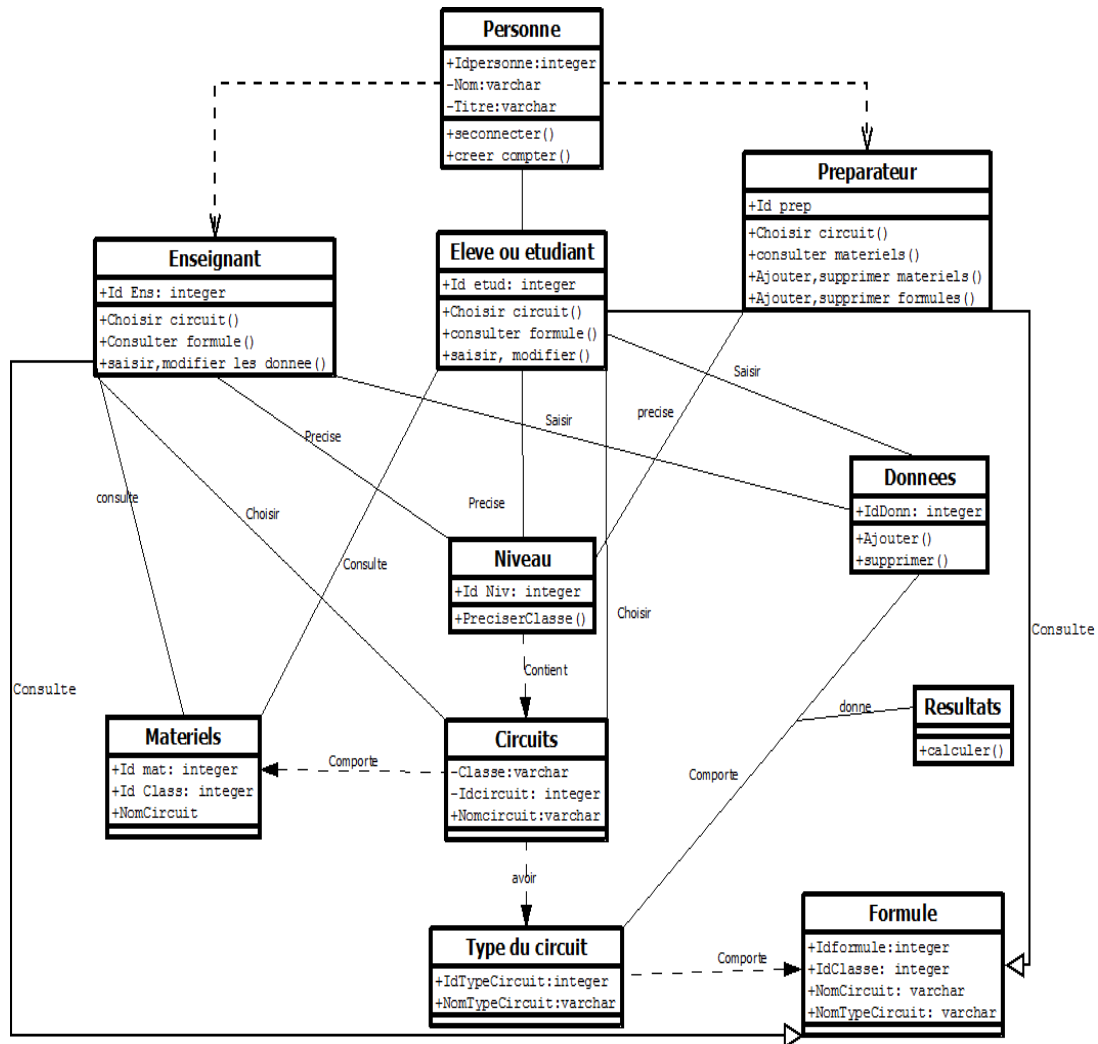 Personne
+Idpersonne:integer
-Nom:varchar
-Titre:varchar
+seconnecter()
+creer compter()
Preparateur
+Id prep
+Choisir circuit()
+consulter materiels()
+Ajouter,supprimer materiels()
+Ajouter,supprimer formules()
Enseignant
+Id Ens: integer
+Choisir circuit()
+Consulter formule()
+saisir,modifier les donnee()
Eleve ou etudiant
+Id etud: integer
+Choisir circuit()
+consulter formule()
+saisir, modifier()
Saisir
precise
Saisir
Precise
consulte
Choisir
Precise
Consulte
Choisir
Donnees
+IdDonn: integer
+Ajouter()
+supprimer()
Niveau
+Id Niv: integer
+PreciserClasse()
Consulte
Contient
Consulte
Materiels
+Id mat: integer
+Id Class: integer
+NomCircuit
Comporte
Circuits
-Classe:varchar
-Idcircuit: integer
+Nomcircuit:varchar
donne
Resultats
+calculer()
Comporte
avoir
Type du circuit
+IdTypeCircuit:integer
+NomTypeCircuit:varchar
Comporte
Formule
+Idformule:integer
+IdClasse: integer
+NomCircuit: varchar
+NomTypeCircuit: varchar